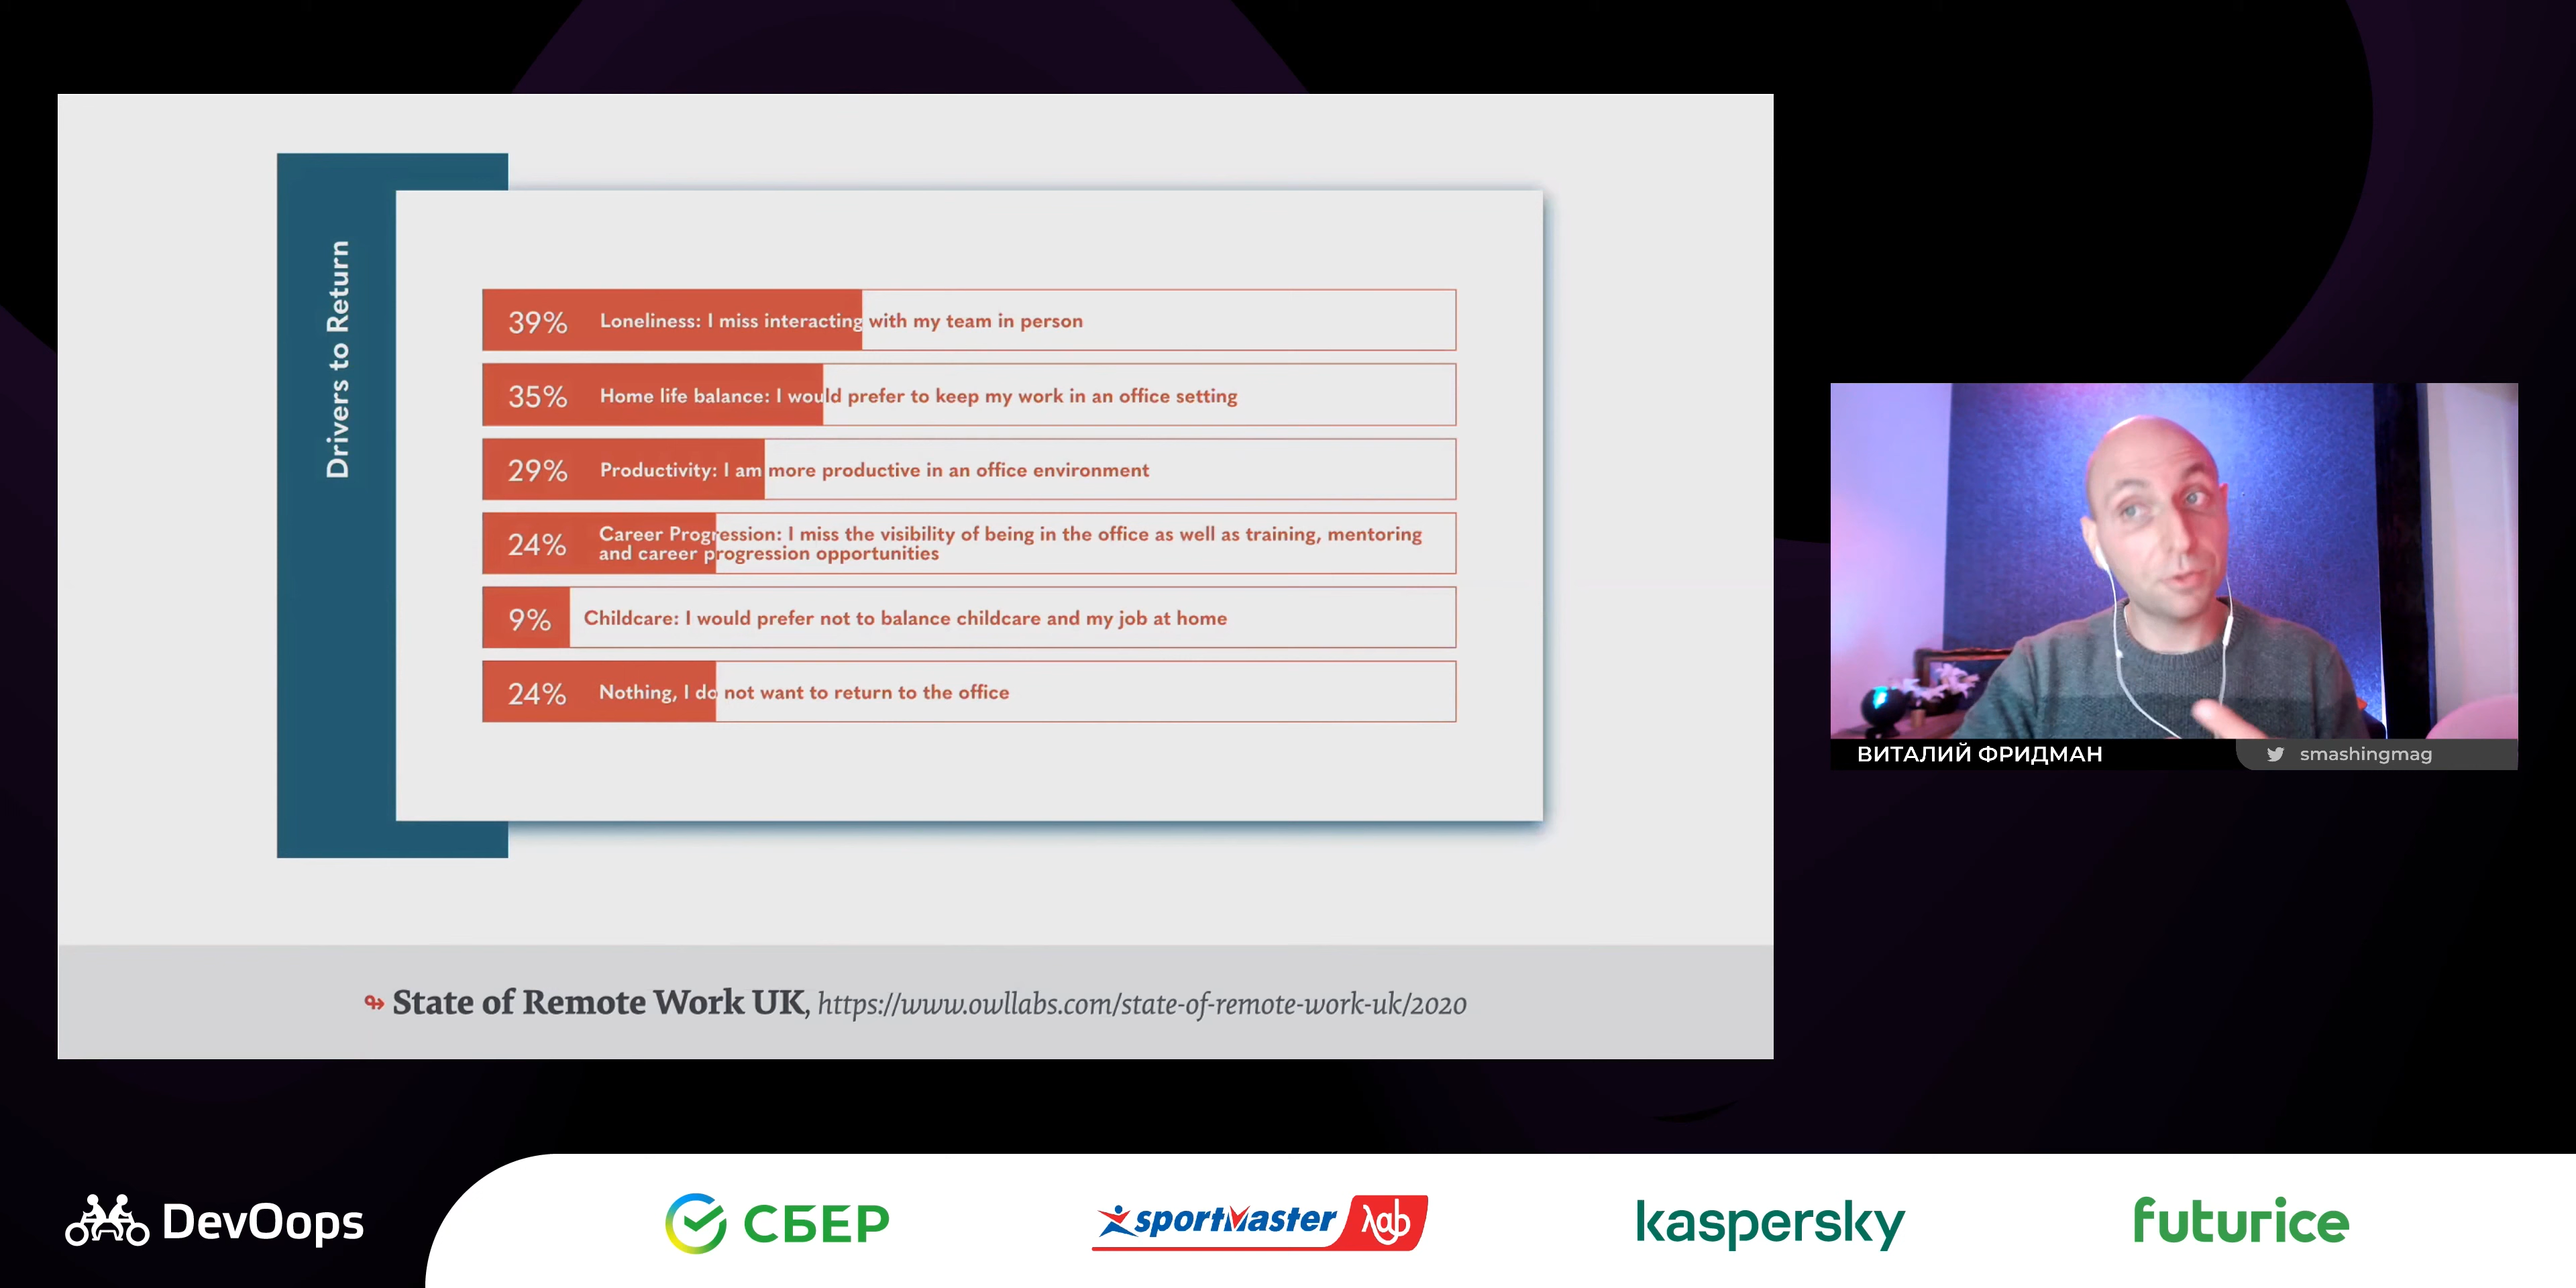 Drivers to Return
39% Loneliness: I miss interacting with my team in person
35% Home life balance: I would prefer to keep my work in an office setting
29% Productivity: I am more productive in an office environment
24% Career Progression: I miss the visibility of being in the office as well as training, mentoring
and career progression opportunities
9% Childcare: I would prefer not to balance childcare and my job at home
24% Nothing, I do not want to return to the office
↬ State of Remote Work UK, https://www.owllabs.com/state-of-remote-work-uk/2020
ВИТАЛИЙ ФРИДМАН
smashingmag
DevOops
СБЕР
sportmaster λab
kaspersky
futurice